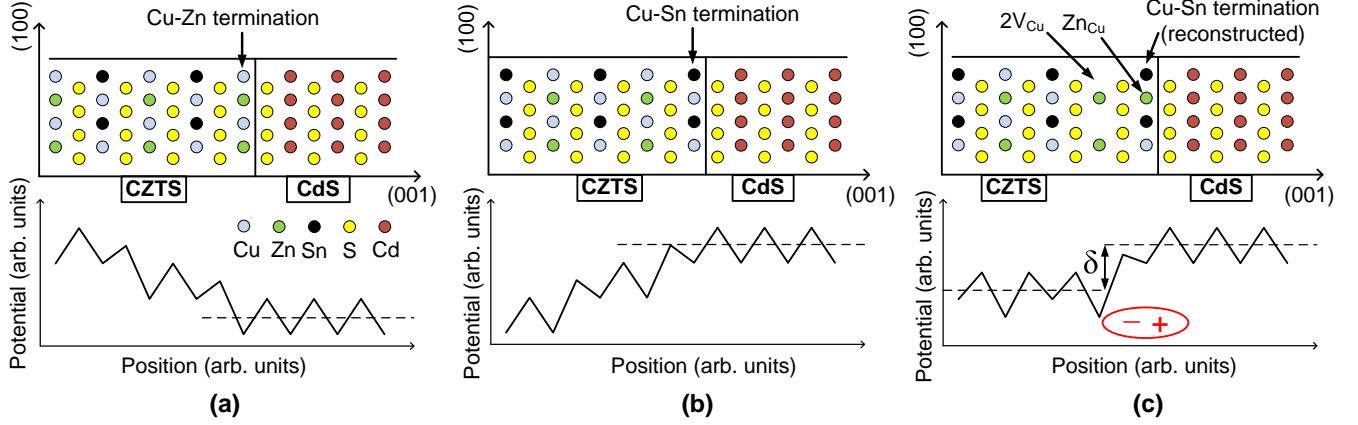 Cu-Zn termination
(100)
CZTS
CdS
(001)
Potential (arb. units)
Cu Zn Sn S Cd
Position (arb. units)
(a)
Cu-Sn termination
(100)
CZTS
CdS
(001)
Potential (arb. units)
Position (arb. units)
(b)
2VCu
ZnCu
Cu-Sn termination
(reconstructed)
(100)
CZTS
CdS
(001)
Potential (arb. units)
δ
− +
Position (arb. units)
(c)